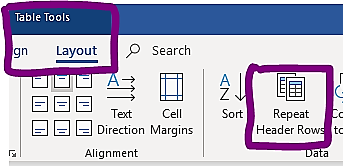 Table Tools
gn Layout Search
Text Direction
Cell Margins
Sort
Repeat Header Rows
Alignment
Data